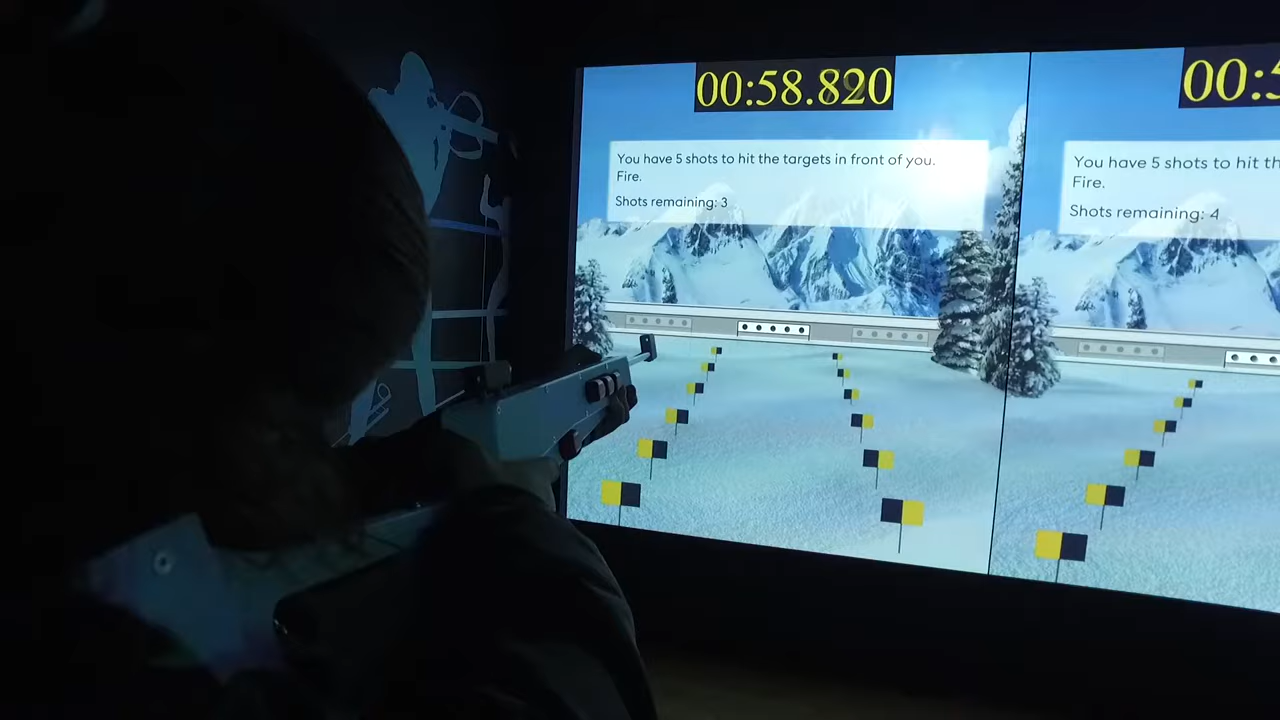 00:58.820
You have 5 shots to hit the targets in front of you.
Fire.
Shots remaining: 3
00:5
You have 5 shots to hit th
Fire.
Shots remaining: 4